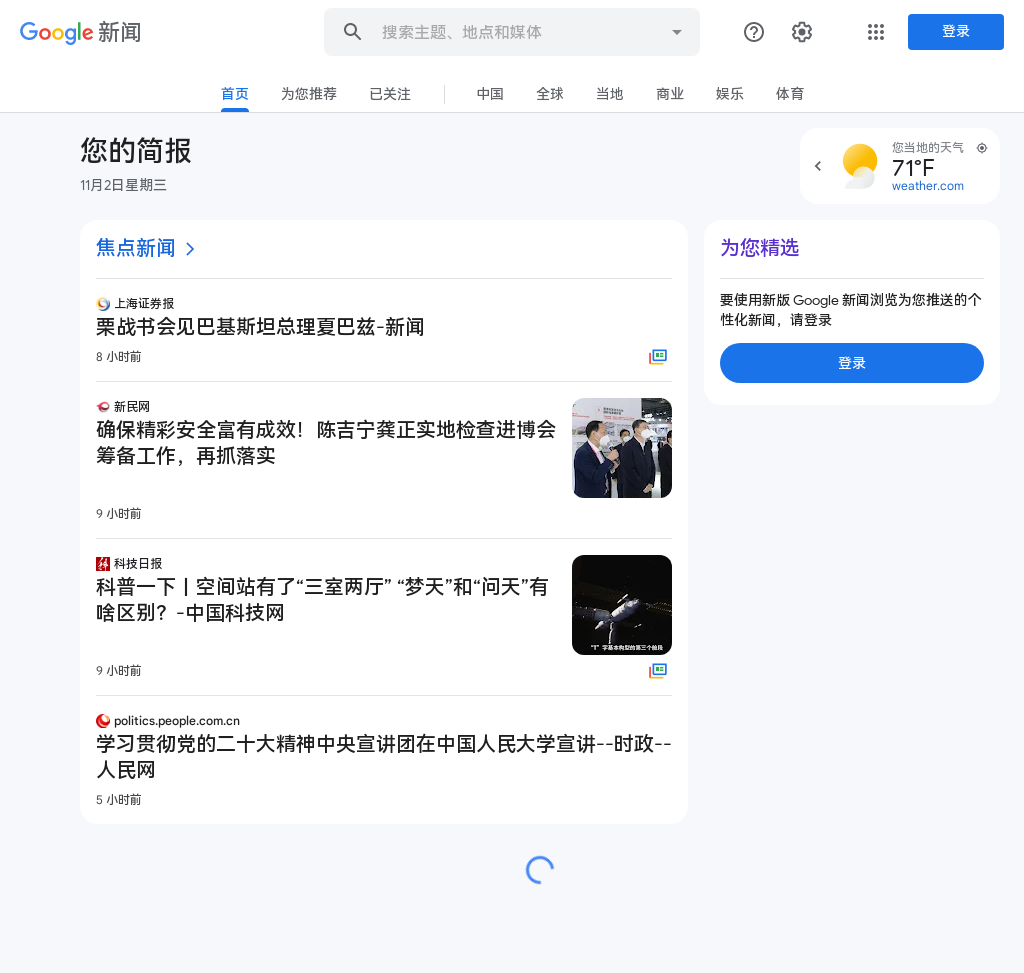 Google 新闻
搜索主题、地点和媒体
登录
首页
为您推荐
已关注
中国
全球
当地
商业
娱乐
体育
您的简报
11月2日星期三
您当地的天气
71°F
weather.com
焦点新闻
上海证券报
栗战书会见巴基斯坦总理夏巴兹-新闻
8 小时前
新民网
确保精彩安全富有成效！陈吉宁龚正实地检查进博会
筹备工作，再抓落实
9 小时前
科技日报
科普一下丨空间站有了“三室两厅” “梦天”和“问天”有
啥区别？-中国科技网
“T”字基本构型的第三个舱段
9 小时前
politics.people.com.cn
学习贯彻党的二十大精神中央宣讲团在中国人民大学宣讲--时政--
人民网
5 小时前
为您精选
要使用新版 Google 新闻浏览为您推送的个
性化新闻，请登录
登录